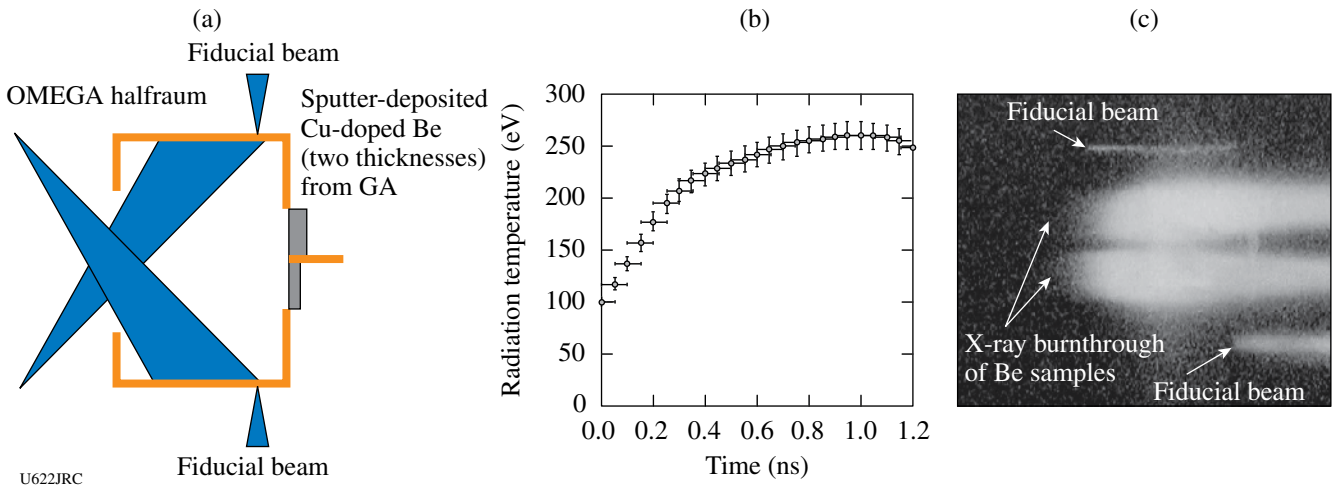 (a)
Fiducial beam
OMEGA halfraum
Sputter-deposited
Cu-doped Be
(two thicknesses)
from GA
Fiducial beam
U622JRC
(b)
Radiation temperature (eV)
300
250
200
150
100
50
0
0.0 0.2 0.4 0.6 0.8 1.0 1.2
Time (ns)
(c)
Fiducial beam
X-ray burnthrough
of Be samples
Fiducial beam